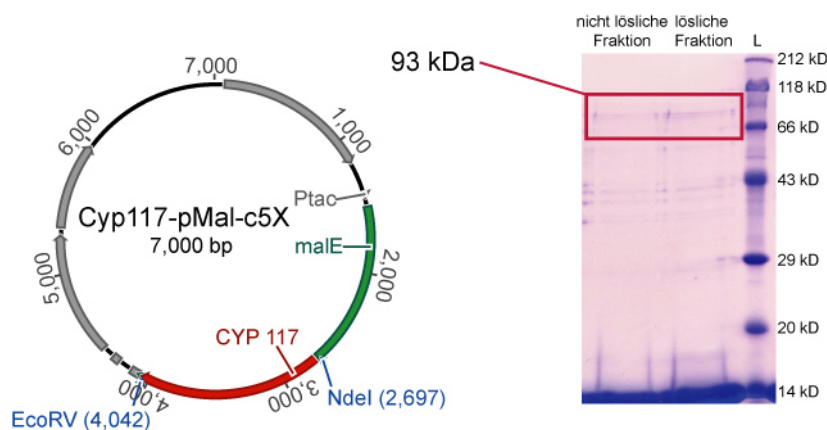 7,000
1,000
Ptac
malE
2,000
CYP 117
3,000
NdeI (2,697)
4,000
EcoRV (4,042)
5,000
6,000
Cyp117-pMal-c5X
7,000 bp
93 kDa
nicht lösliche
Fraktion
lösliche
Fraktion
L
212 kD
118 kD
66 kD
43 kD
29 kD
20 kD
14 kD